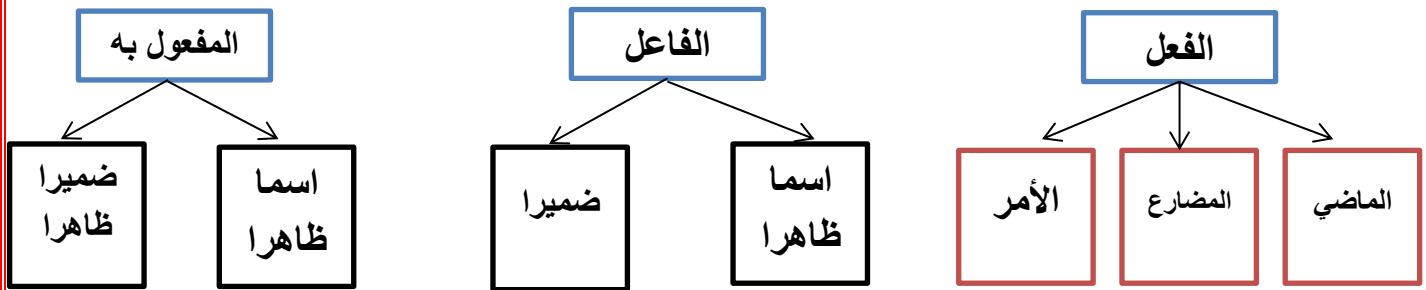 الفعل
الفاعل
المفعول به
الماضي
المضارع
الأمر
اسما
ظاهرا
ضميرا
اسما
ظاهرا
ضميرا
ظاهرا